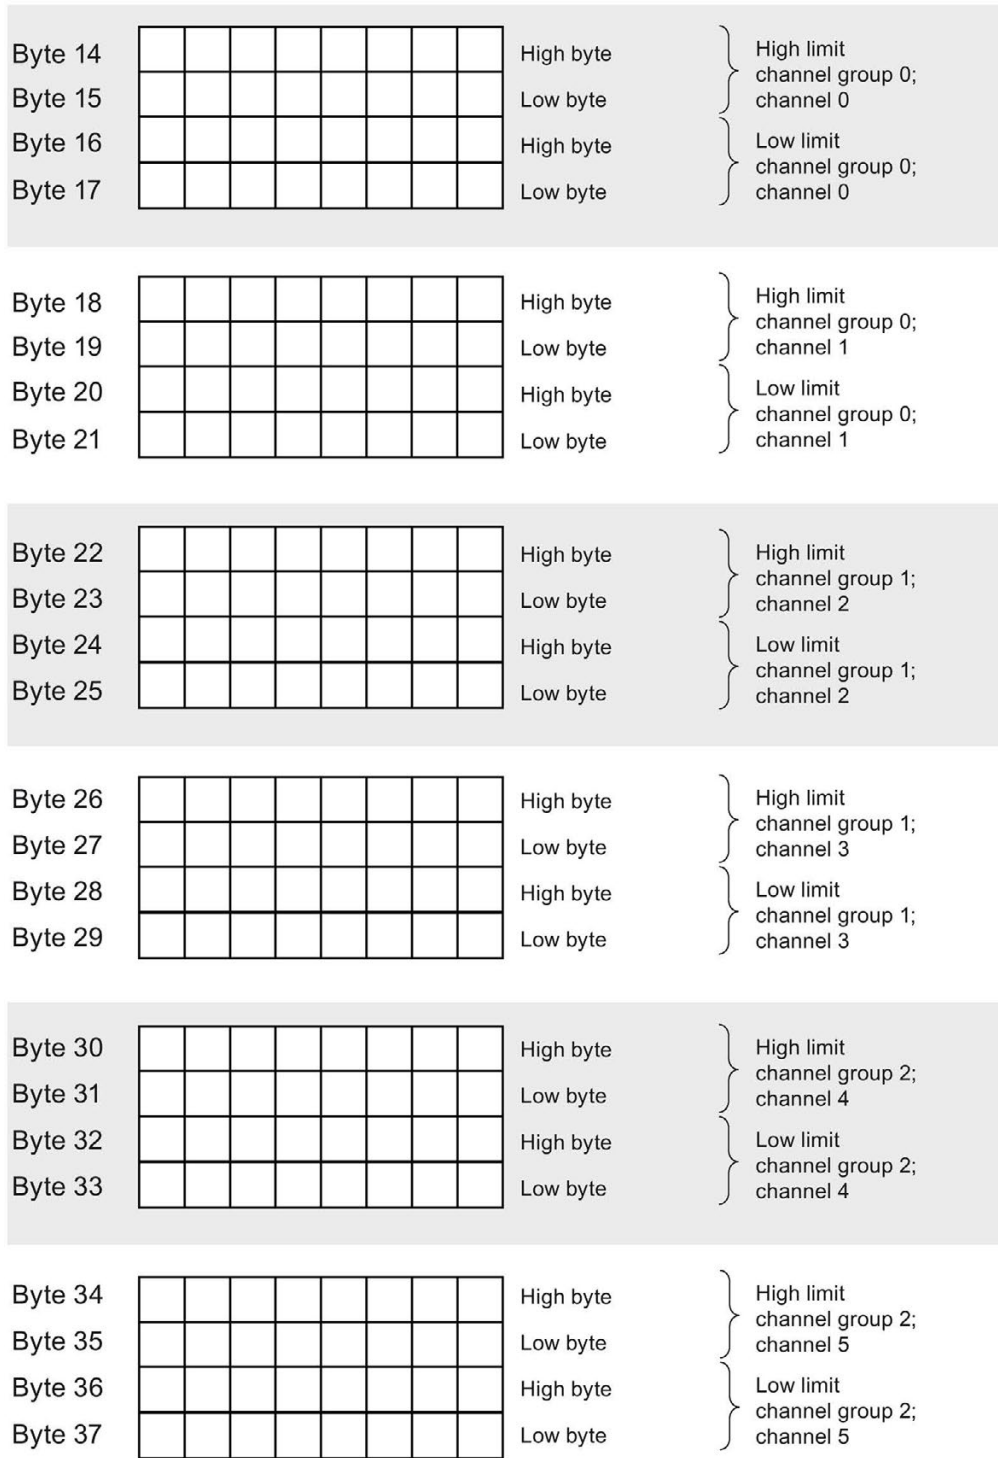 Byte 14
High byte
High limit
channel group 0;
channel 0
Byte 15
Low byte
Byte 16
High byte
Low limit
channel group 0;
channel 0
Byte 17
Low byte
Byte 18
High byte
High limit
channel group 0;
channel 1
Byte 19
Low byte
Byte 20
High byte
Low limit
channel group 0;
channel 1
Byte 21
Low byte
Byte 22
High byte
High limit
channel group 1;
channel 2
Byte 23
Low byte
Byte 24
High byte
Low limit
channel group 1;
channel 2
Byte 25
Low byte
Byte 26
High byte
High limit
channel group 1;
channel 3
Byte 27
Low byte
Byte 28
High byte
Low limit
channel group 1;
channel 3
Byte 29
Low byte
Byte 30
High byte
High limit
channel group 2;
channel 4
Byte 31
Low byte
Byte 32
High byte
Low limit
channel group 2;
channel 4
Byte 33
Low byte
Byte 34
High byte
High limit
channel group 2;
channel 5
Byte 35
Low byte
Byte 36
High byte
Low limit
channel group 2;
channel 5
Byte 37
Low byte